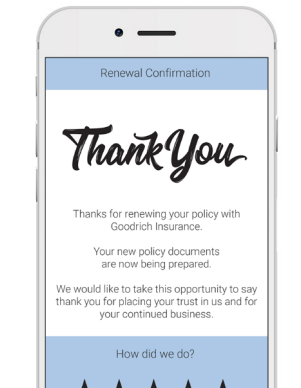 Renewal Confirmation
Thank You
Thanks for renewing your policy with
Goodrich Insurance.
Your new policy documents
are now being prepared.
We would like to take this opportunity to say
thank you for placing your trust in us and for
your continued business.
How did we do?